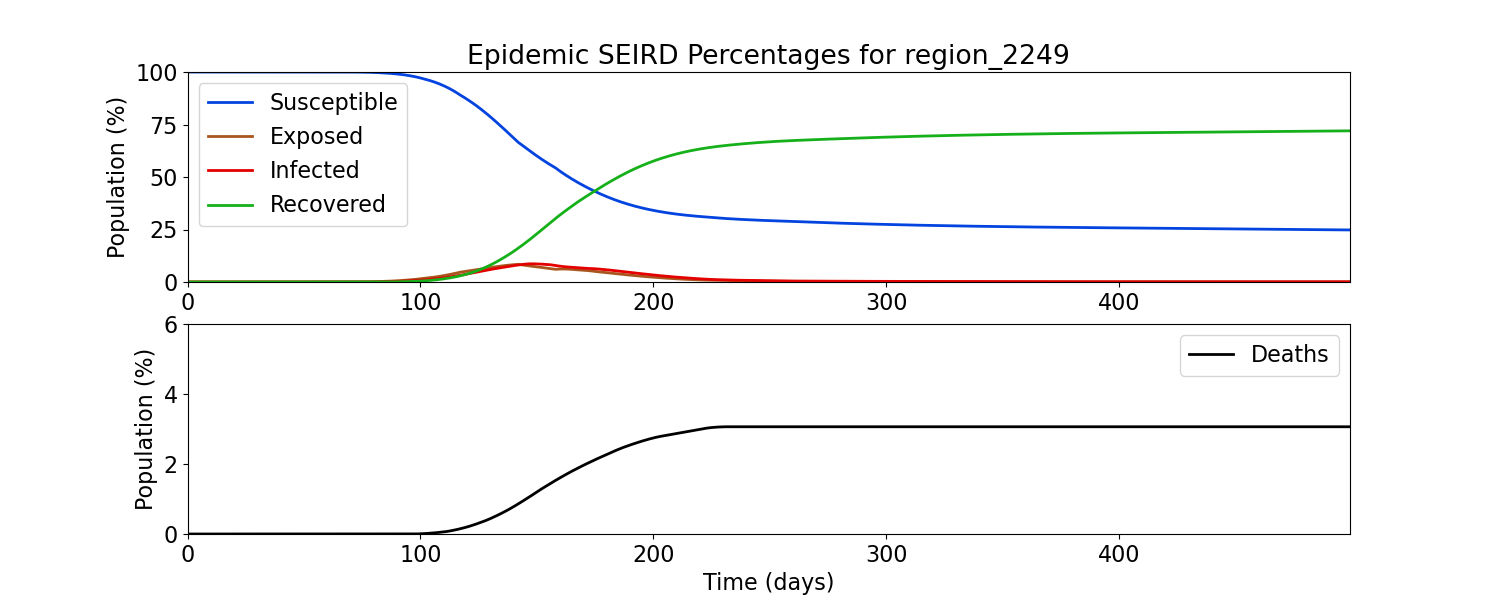 Epidemic SEIRD Percentages for region_2249
Population (%)
100
75
50
25
0
Susceptible
Exposed
Infected
Recovered
0 100 200 300 400
Population (%)
6
4
2
0
Deaths
0 100 200 300 400
Time (days)